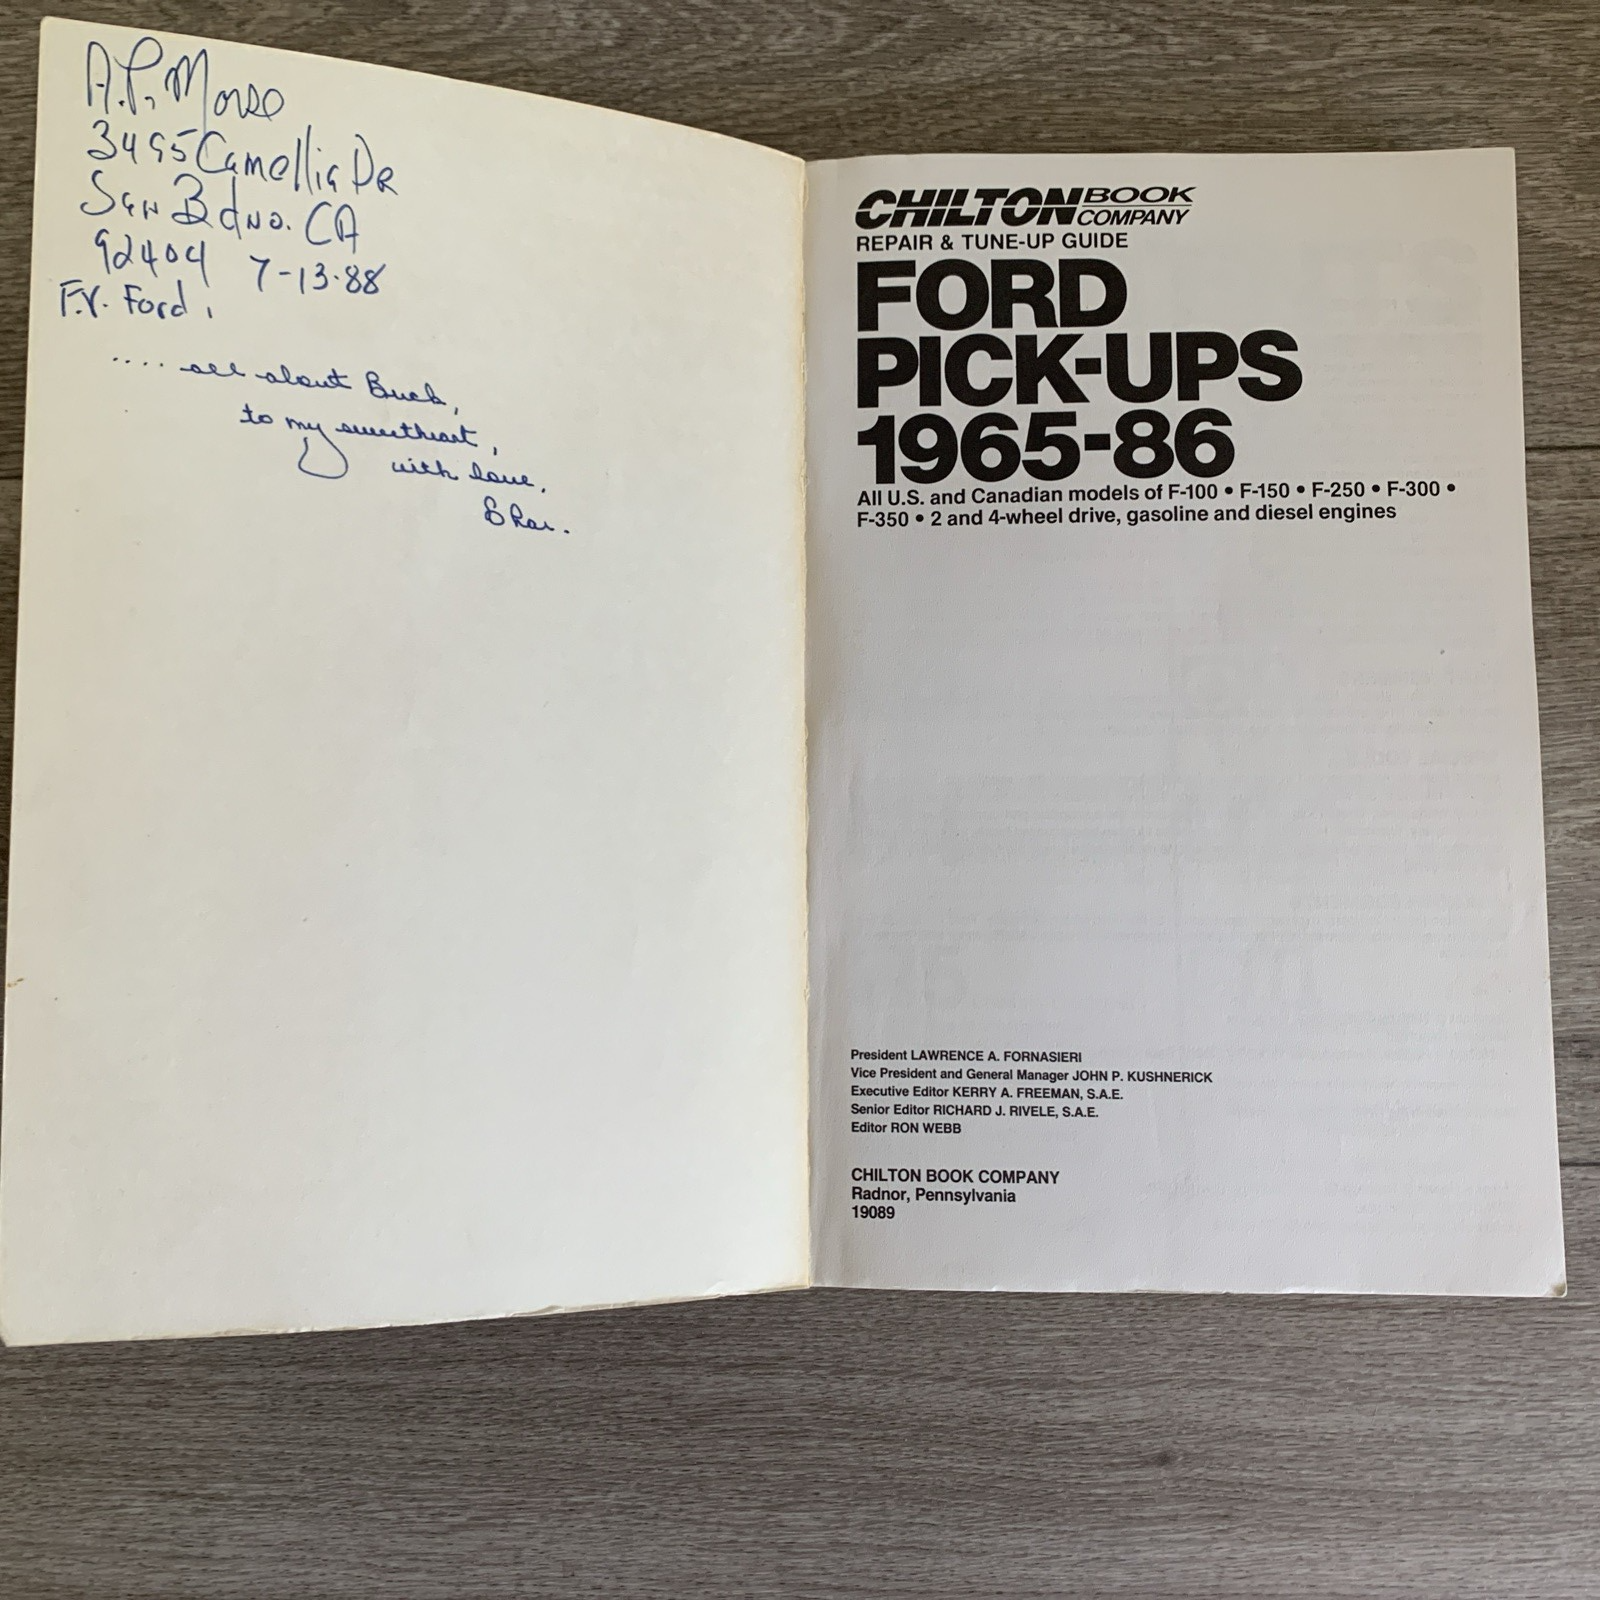 A.P. Morse
3495 Camellia DR
San Bdno. CA
92404 7-13-88
F.Y. Ford.
.... all about Buck,
to my sweetheart,
with love,
Shar.
CHILTON BOOK COMPANY
REPAIR & TUNE-UP GUIDE
FORD
PICK-UPS
1965-86
All U.S. and Canadian models of F-100 • F-150 • F-250 • F-300 •
F-350 • 2 and 4-wheel drive, gasoline and diesel engines
President LAWRENCE A. FORNASIERI
Vice President and General Manager JOHN P. KUSHNERICK
Executive Editor KERRY A. FREEMAN, S.A.E.
Senior Editor RICHARD J. RIVELE, S.A.E.
Editor RON WEBB
CHILTON BOOK COMPANY
Radnor, Pennsylvania
19089